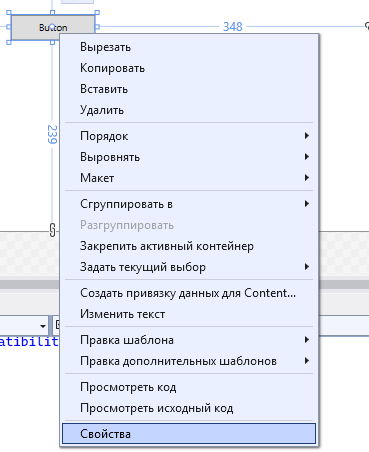 Button
348
Вырезать
Копировать
Вставить
Удалить
239
Порядок
Выровнять
Макет
Сгруппировать в
Разгруппировать
Закрепить активный контейнер
Задать текущий выбор
Создать привязку данных для Content...
Изменить текст
atibilit
Правка шаблона
Правка дополнительных шаблонов
Просмотреть код
Просмотреть исходный код
Свойства